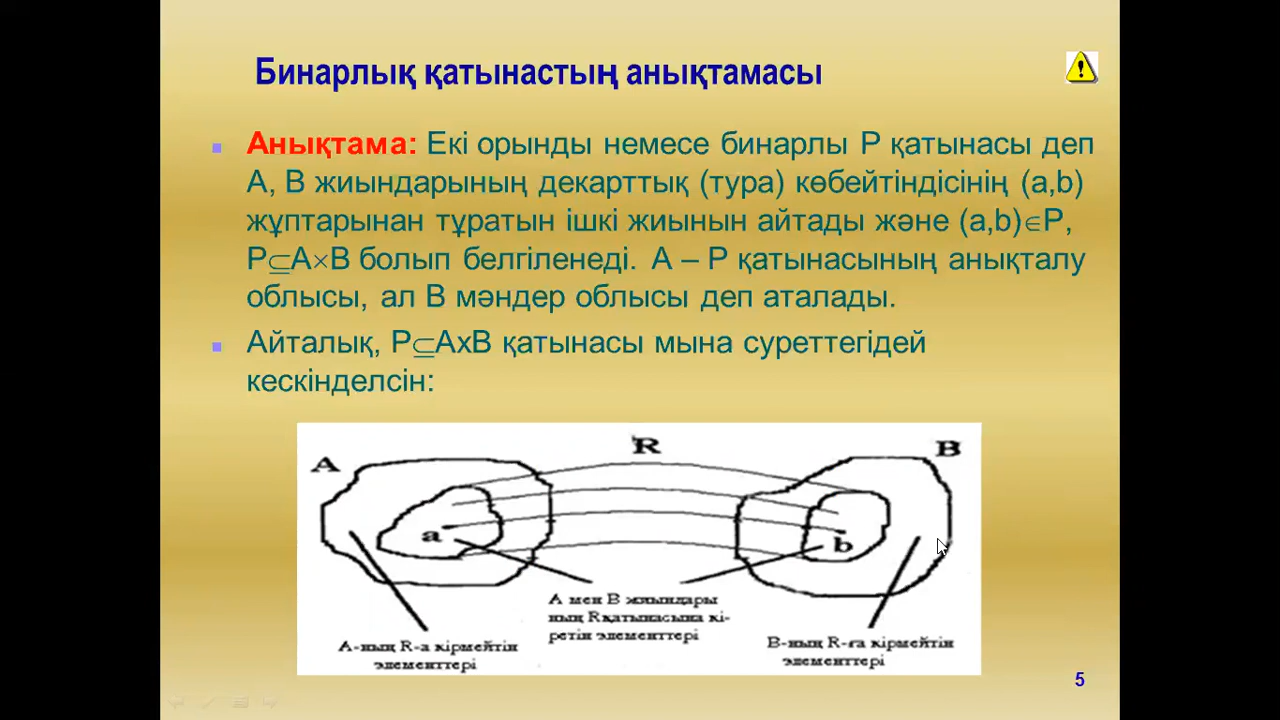 Бинарлық қатынастың анықтамасы
Анықтама: Екі орынды немесе бинарлы P қатынасы деп
A, B жиындарының декарттық (тура) көбейтіндісінің (a,b)
жұптарынан тұратын ішкі жиынын айтады және (a,b)∈P,
P⊆A×B болып белгіленеді. A – P қатынасының анықталу
облысы, ал B мәндер облысы деп аталады.
Айталық, P⊆AxB қатынасы мына суреттегідей
кескінделсін:
A
R
B
a
b
А мен В жиындары
ның R қатынасына кі-
ретін элементтері
А-ның R-а кірмейтін
элементтері
В-ның R-ға кірмейтін
элементтері
5